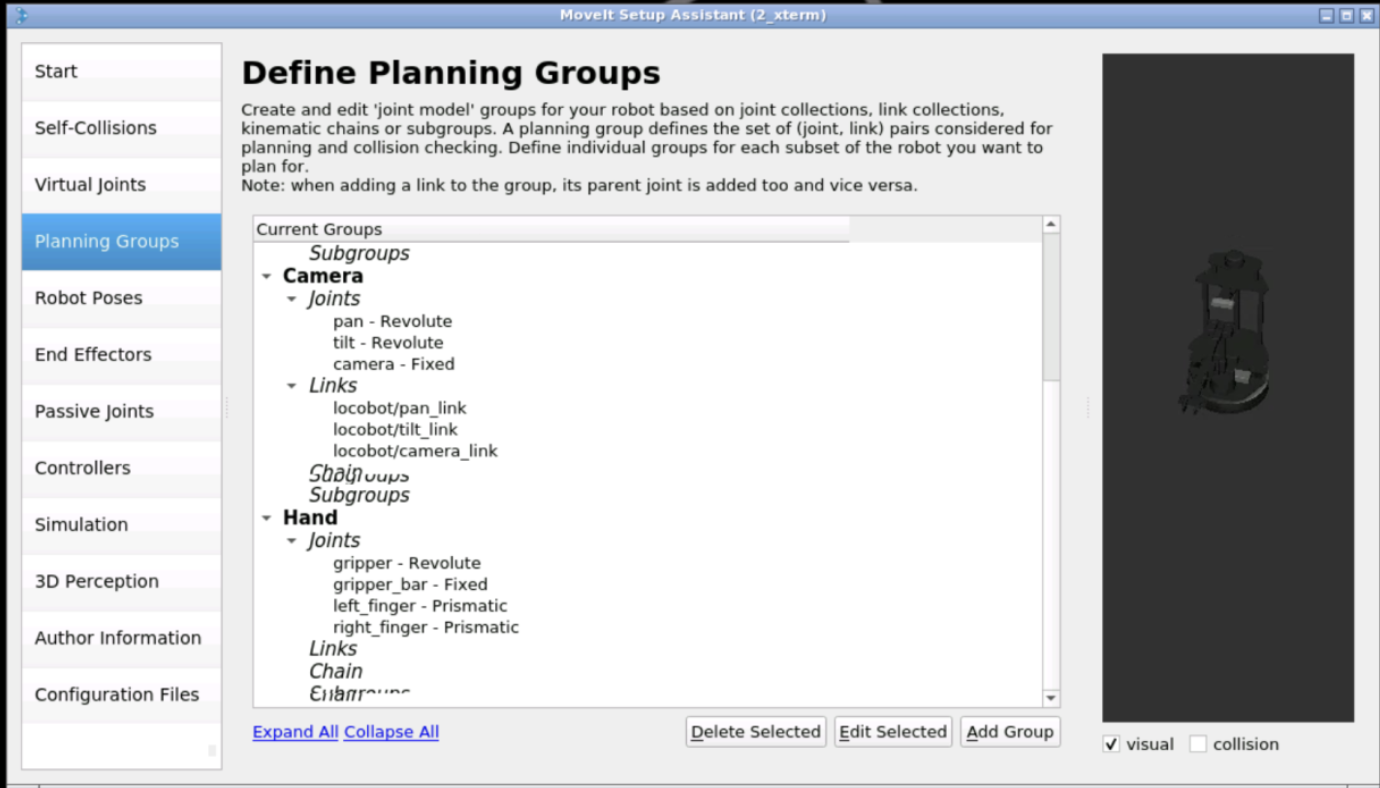 MoveIt Setup Assistant (2_xterm)
Start
Self-Collisions
Virtual Joints
Planning Groups
Robot Poses
End Effectors
Passive Joints
Controllers
Simulation
3D Perception
Author Information
Configuration Files
Define Planning Groups
Create and edit 'joint model' groups for your robot based on joint collections, link collections,
kinematic chains or subgroups. A planning group defines the set of (joint, link) pairs considered for
planning and collision checking. Define individual groups for each subset of the robot you want to
plan for.
Note: when adding a link to the group, its parent joint is added too and vice versa.
Current Groups
Subgroups
Camera
Joints
pan - Revolute
tilt - Revolute
camera - Fixed
Links
locobot/pan_link
locobot/tilt_link
locobot/camera_link
Subgroups
Hand
Joints
gripper - Revolute
gripper_bar - Fixed
left_finger - Prismatic
right_finger - Prismatic
Links
Chain
Expand All Collapse All
Delete Selected
Edit Selected
Add Group
visual
collision